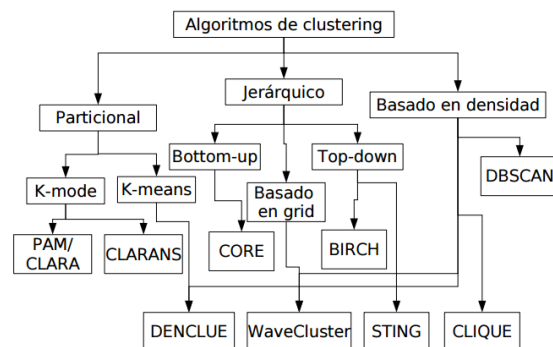 Algoritmos de clustering
Jerárquico
Basado en densidad
Particional
Bottom-up
Top-down
DBSCAN
K-mode
K-means
Basado
en grid
PAM/
CLARA
CLARANS
CORE
BIRCH
DENCLUE
WaveCluster
STING
CLIQUE